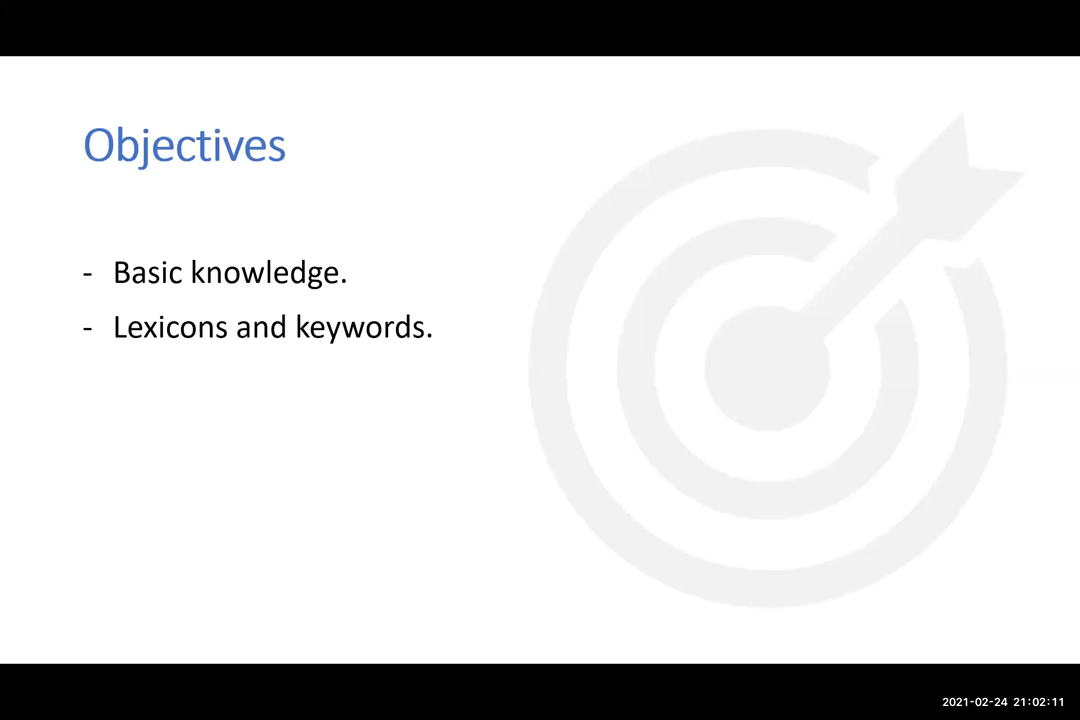 Objectives
- Basic knowledge.
- Lexicons and keywords.
2021-02-24 21:02:11